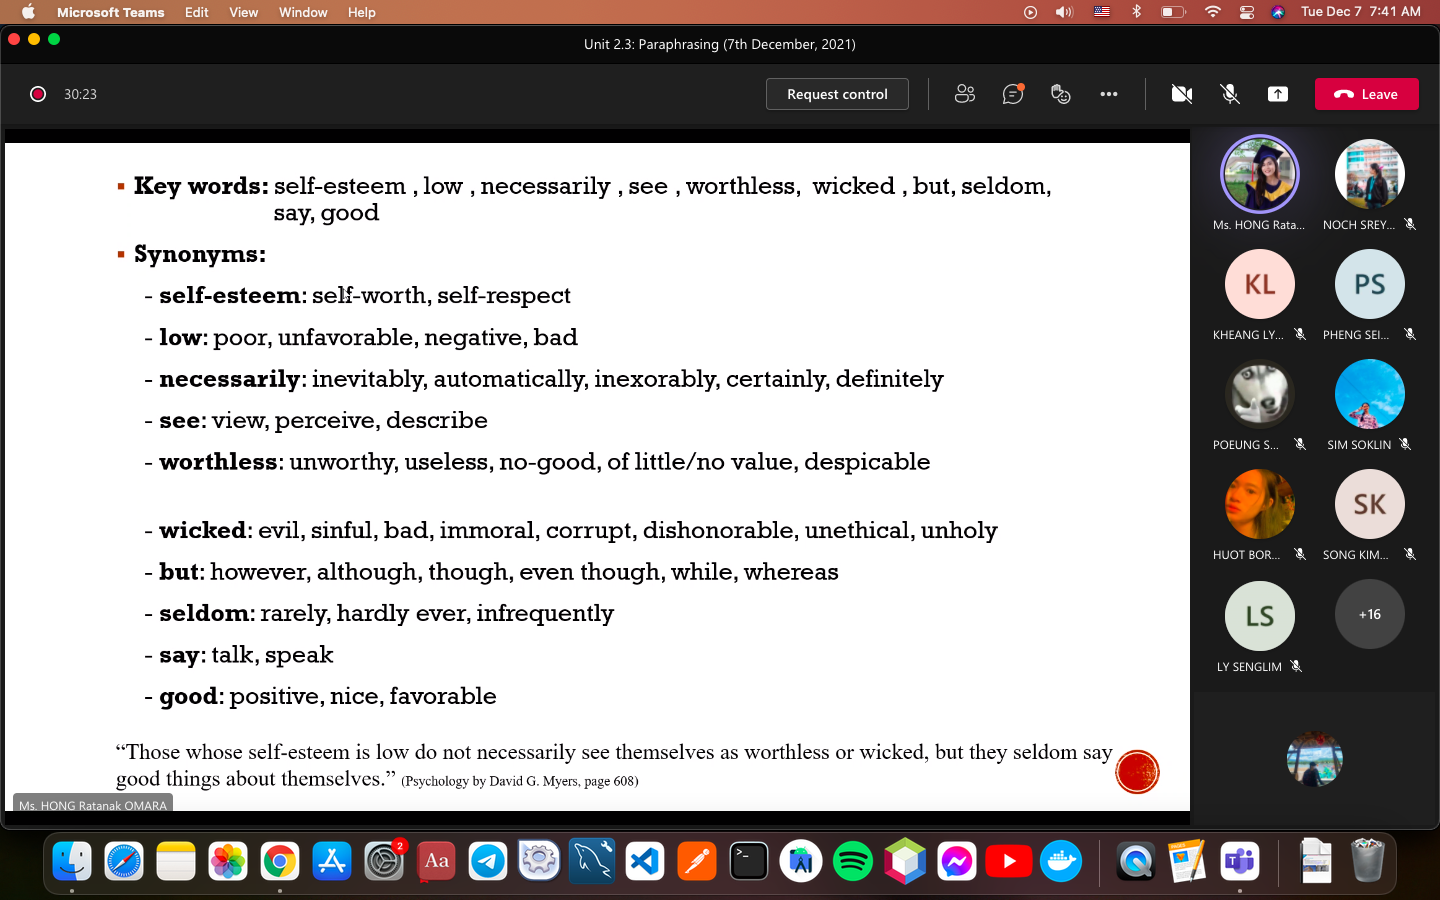 Microsoft Teams Edit View Window Help Tue Dec 7 7:41 AM
Unit 2.3: Paraphrasing (7th December, 2021)
30:23 Request control Leave
▪ Key words: self-esteem , low , necessarily , see , worthless, wicked , but, seldom,
say, good
▪ Synonyms:
- self-esteem: self-worth, self-respect
- low: poor, unfavorable, negative, bad
- necessarily: inevitably, automatically, inexorably, certainly, definitely
- see: view, perceive, describe
- worthless: unworthy, useless, no-good, of little/no value, despicable
- wicked: evil, sinful, bad, immoral, corrupt, dishonorable, unethical, unholy
- but: however, although, though, even though, while, whereas
- seldom: rarely, hardly ever, infrequently
- say: talk, speak
- good: positive, nice, favorable
“Those whose self-esteem is low do not necessarily see themselves as worthless or wicked, but they seldom say
good things about themselves.” (Psychology by David G. Myers, page 608)
Ms. HONG Ratanak OMARA
Ms. HONG Rata... NOCH SREY...
KL PS
KHEANG LY... PHENG SEI...
POEUNG S... SIM SOKLIN
SK
HUOT BOR... SONG KIM...
LS +16
LY SENGLIM
2
Aa
>_